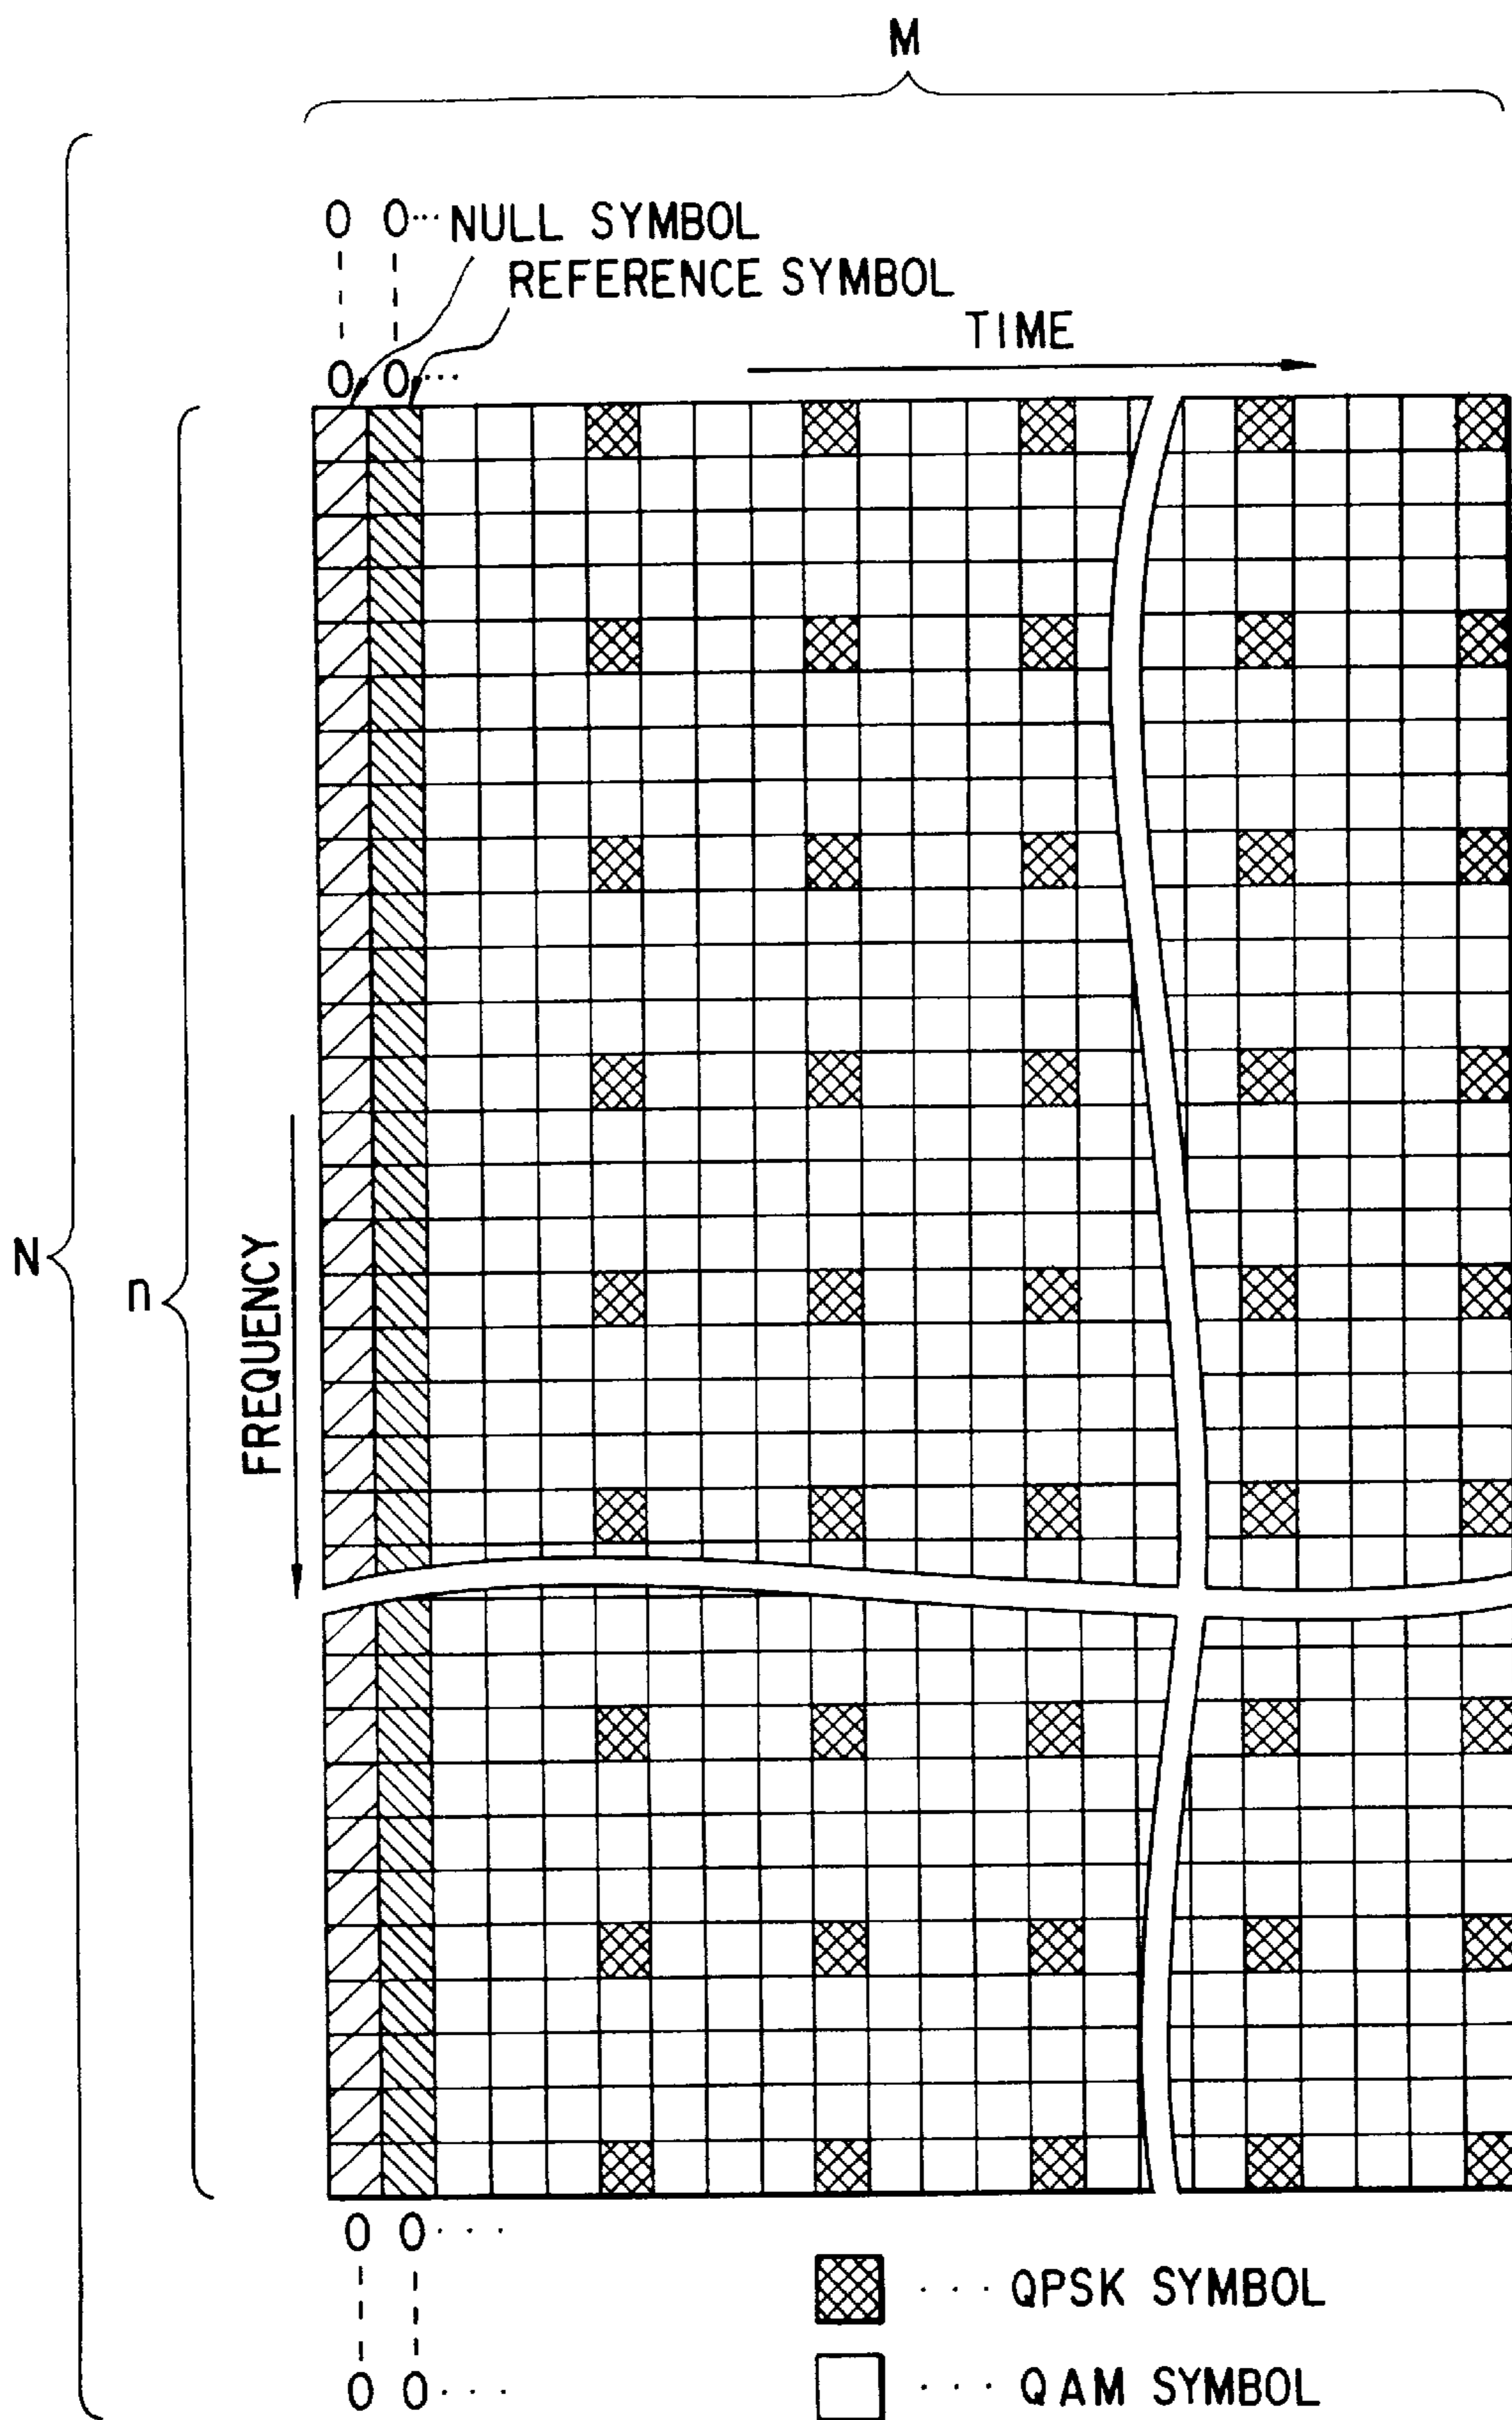 M
0 0... NULL SYMBOL
REFERENCE SYMBOL
TIME
0 0...
N
n
FREQUENCY
0 0...
... QPSK SYMBOL
0 0...
... QAM SYMBOL